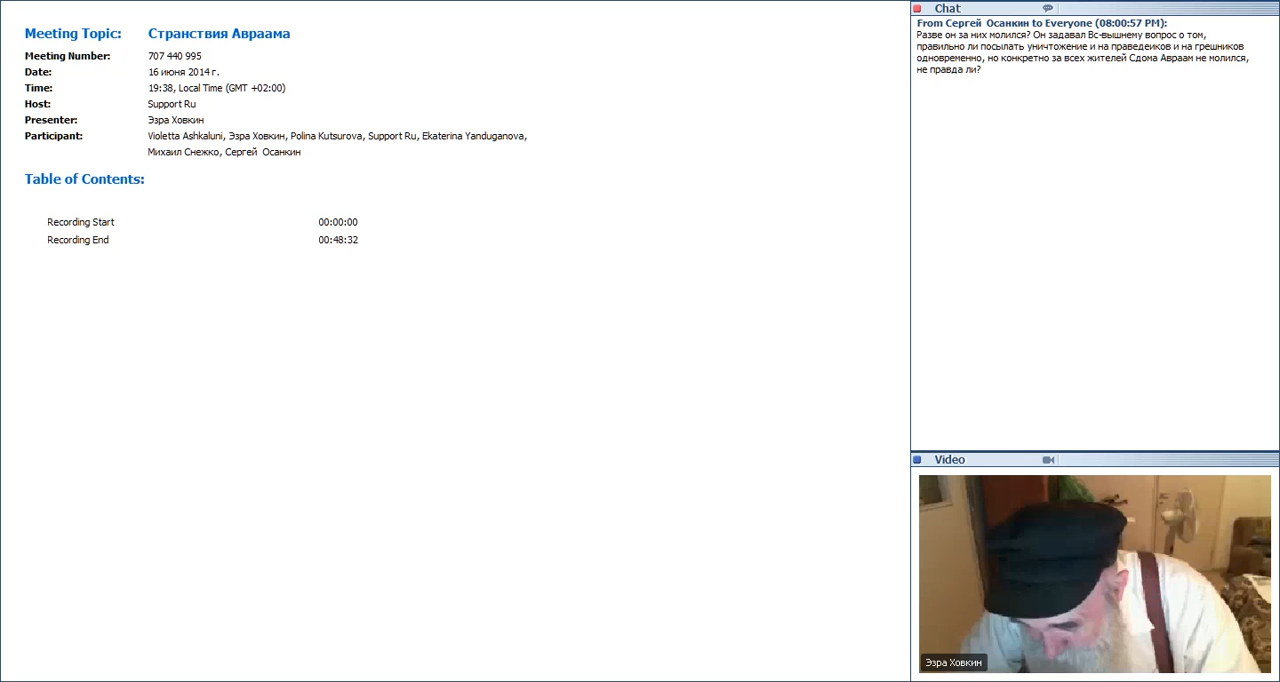 Meeting Topic: Странствия Авраама
Meeting Number: 707 440 995
Date: 16 июня 2014 г.
Time: 19:38, Local Time (GMT +02:00)
Host: Support Ru
Presenter: Эзра Ховкин
Participant: Violetta Ashkaluni, Эзра Ховкин, Polina Kutsurova, Support Ru, Ekaterina Yanduganova,
Михаил Снежко, Сергей Осанкин
Table of Contents:
Recording Start 00:00:00
Recording End 00:48:32
Chat
From Сергей Осанкин to Everyone (08:00:57 PM):
Разве он за них молился? Он задавал Вс-вышнему вопрос о том,
правильно ли посылать уничтожение и на праведеиков и на грешников
одновременно, но конкретно за всех жителей Сдома Авраам не молился,
не правда ли?
Video
Эзра Ховкин